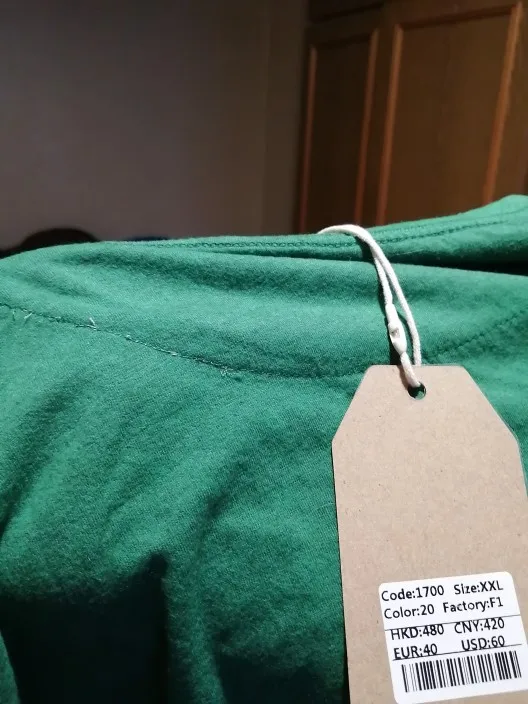 Code:1700 Size:XXL
Color:20 Factory:F1
HKD:480 CNY:420
EUR:40 USD:60